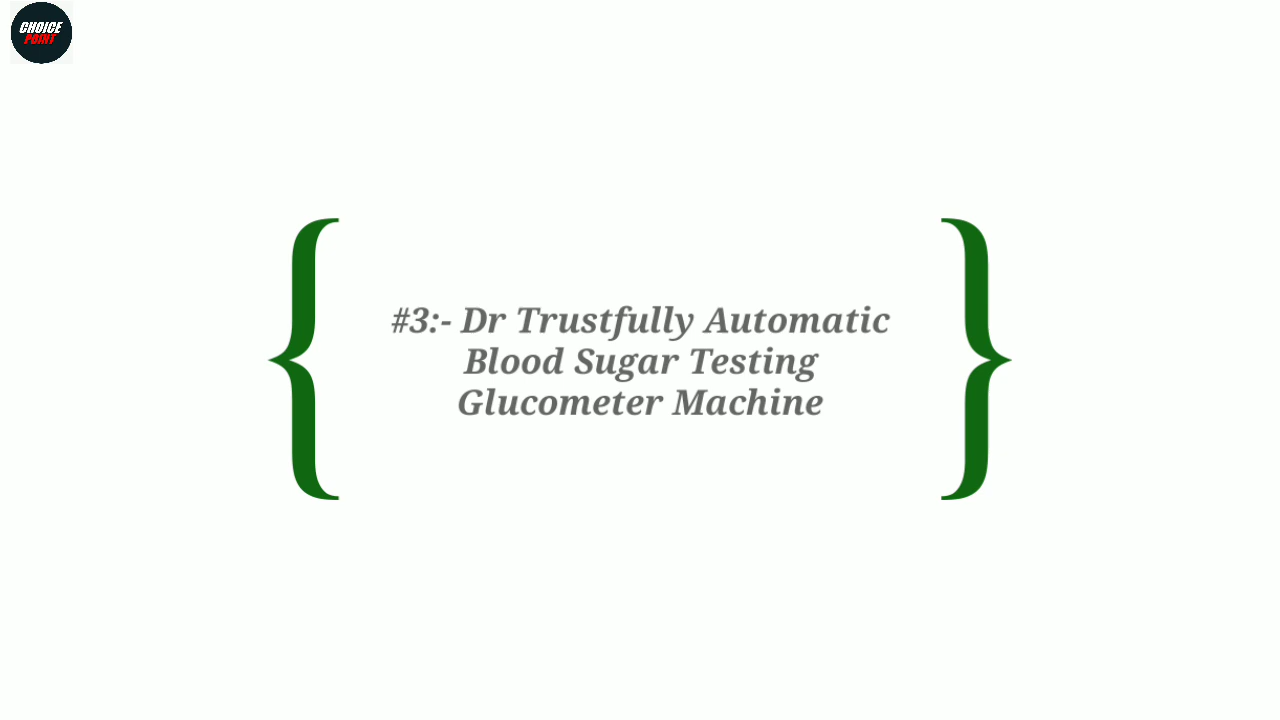 CHOICE
POINT
#3:- Dr Trustfully Automatic
Blood Sugar Testing
Glucometer Machine